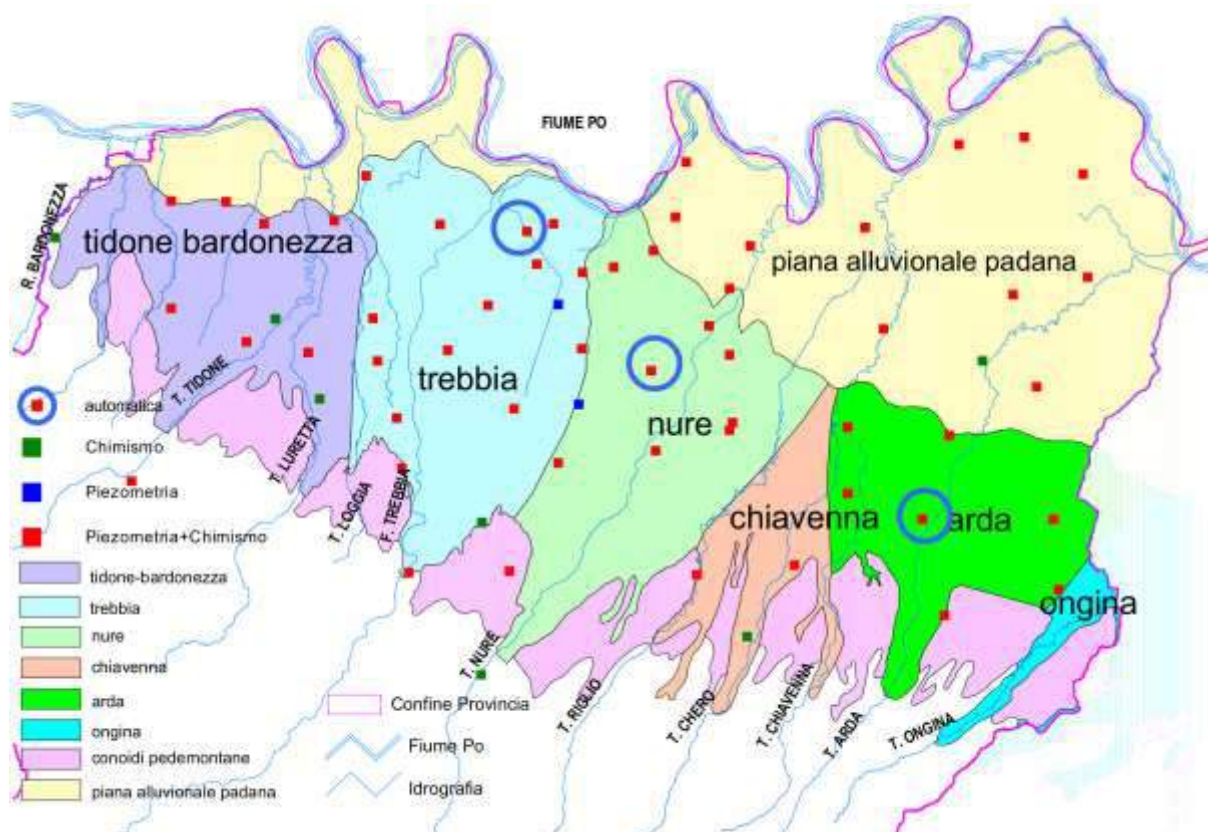 FIUME PO
R. BARDONEZZA
tidone bardonezza
piana alluvionale padana
trebbia
nure
T. TIDONE
automatica
Chimismo
T. LURETTA
Piezometria
T. LOGGIA
F. TREBBIA
Piezometria+Chimismo
chiavenna
arda
tidone-bardonezza
trebbia
ongina
nure
T. NURE
chiavenna
T. RIGLIO
T. CHERO
T. CHIAVENNA
T. ARDA
T. ONGINA
arda
Confine Provincia
ongina
Fiume Po
conoidi pedemontane
Idrografia
piana alluvionale padana